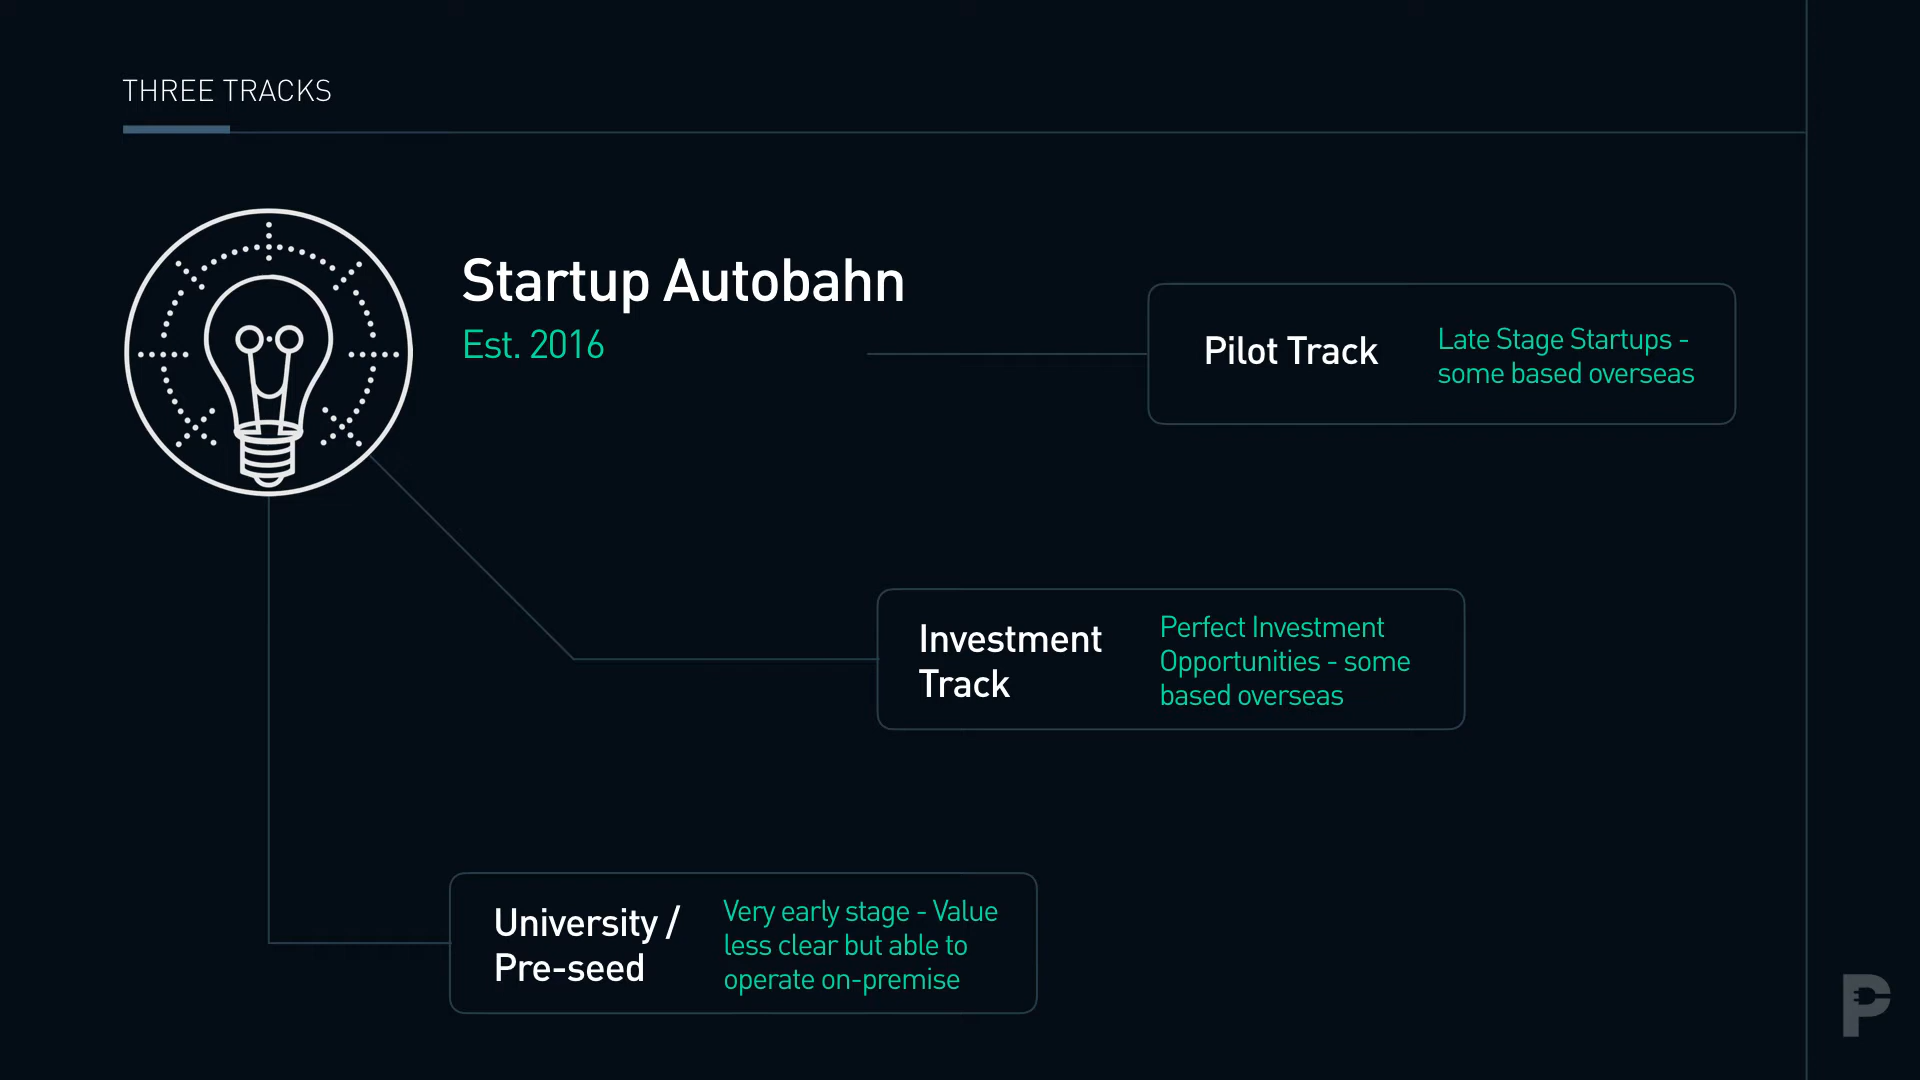 THREE TRACKS
Startup Autobahn
Est. 2016
Pilot Track
Late Stage Startups -
some based overseas
Investment
Track
Perfect Investment
Opportunities - some
based overseas
University /
Pre-seed
Very early stage - Value
less clear but able to
operate on-premise